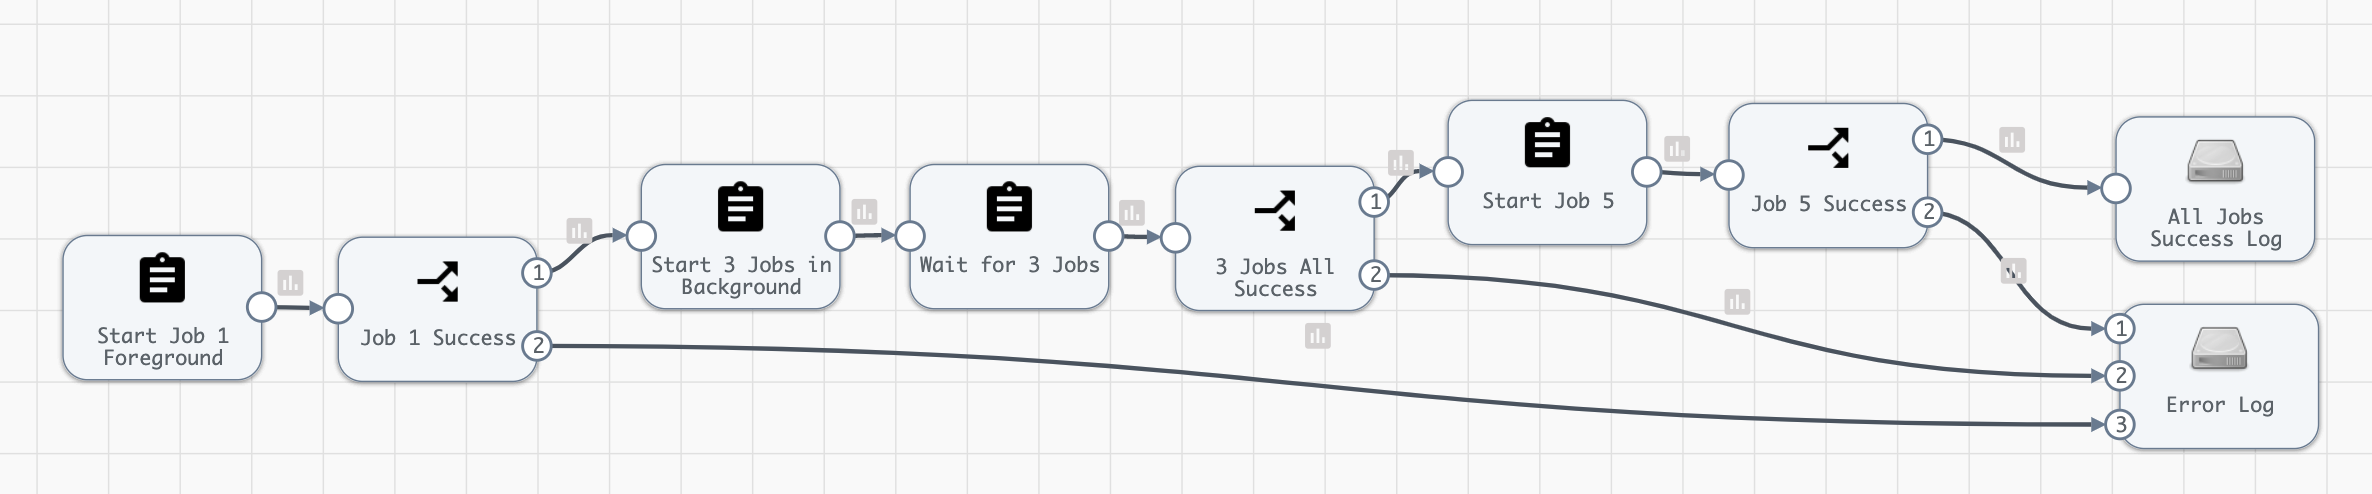 Start Job 1
Foreground
Job 1 Success
1
2
Start 3 Jobs in
Background
Wait for 3 Jobs
3 Jobs All
Success
1
2
Start Job 5
Job 5 Success
1
2
All Jobs
Success Log
1
2
3
Error Log